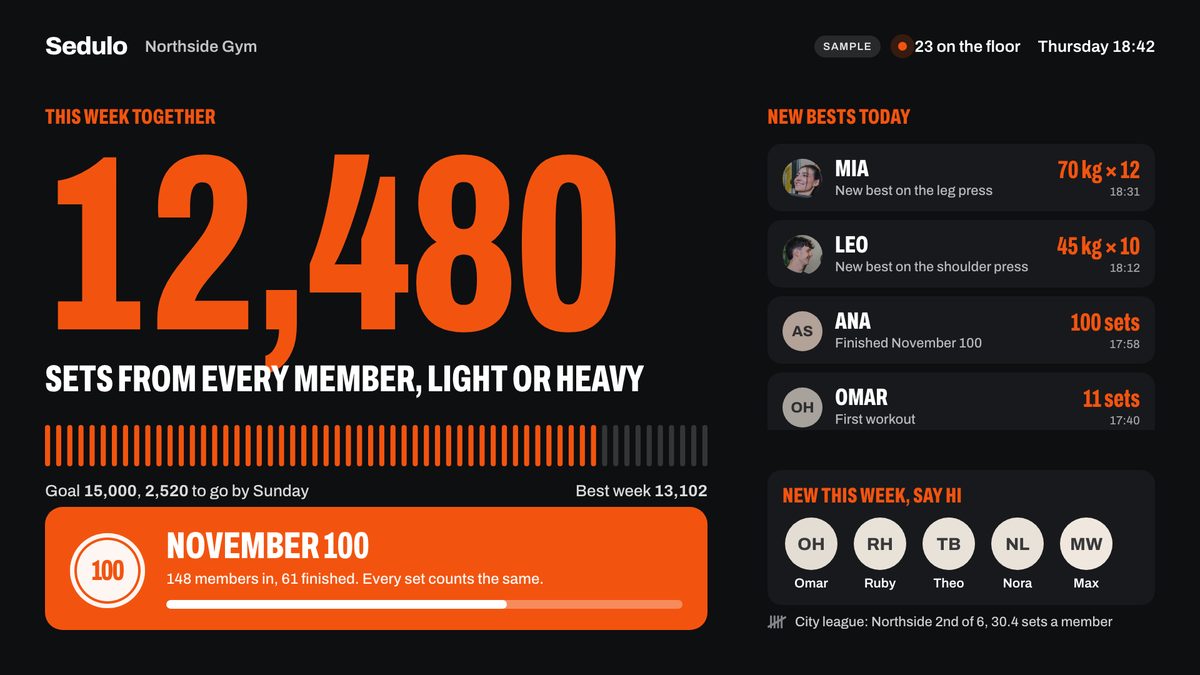 Sedulo Northside Gym
SAMPLE 23 on the floor Thursday 18:42
THIS WEEK TOGETHER
12,480
SETS FROM EVERY MEMBER, LIGHT OR HEAVY
Goal 15,000, 2,520 to go by Sunday
Best week 13,102
100
NOVEMBER 100
148 members in, 61 finished. Every set counts the same.
NEW BESTS TODAY
MIA
New best on the leg press
70 kg × 12
18:31
LEO
New best on the shoulder press
45 kg × 10
18:12
AS
ANA
Finished November 100
100 sets
17:58
OH
OMAR
First workout
11 sets
17:40
NEW THIS WEEK, SAY HI
OH RH TB NL MW
Omar Ruby Theo Nora Max
City league: Northside 2nd of 6, 30.4 sets a member